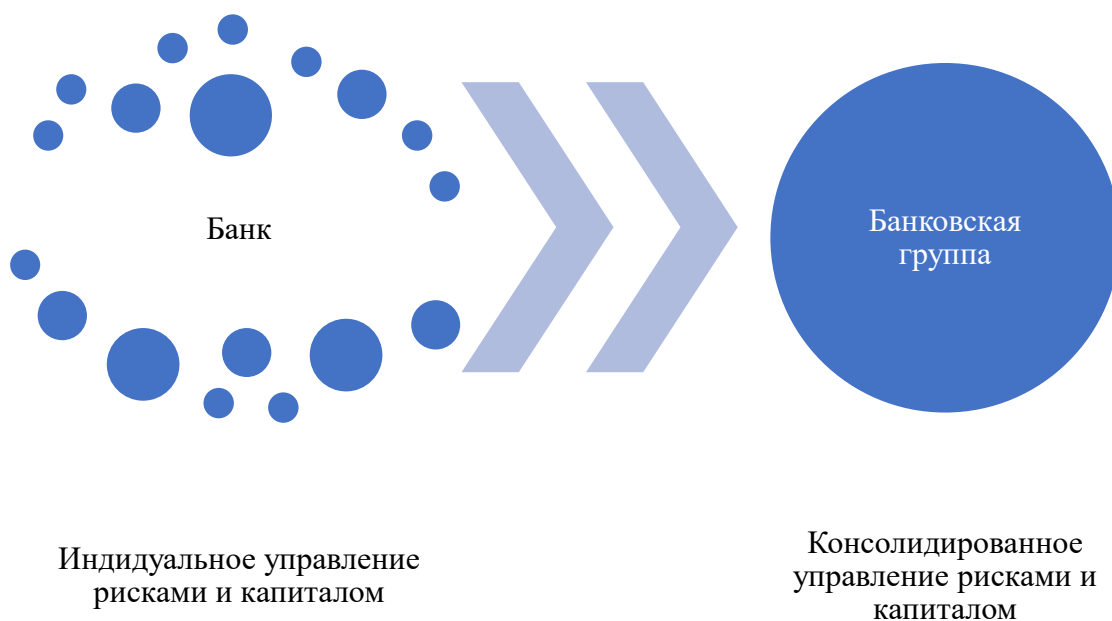 Банк
Банковская
группа
Индидуальное управление
рисками и капиталом
Консолидированное
управление рисками и
капиталом